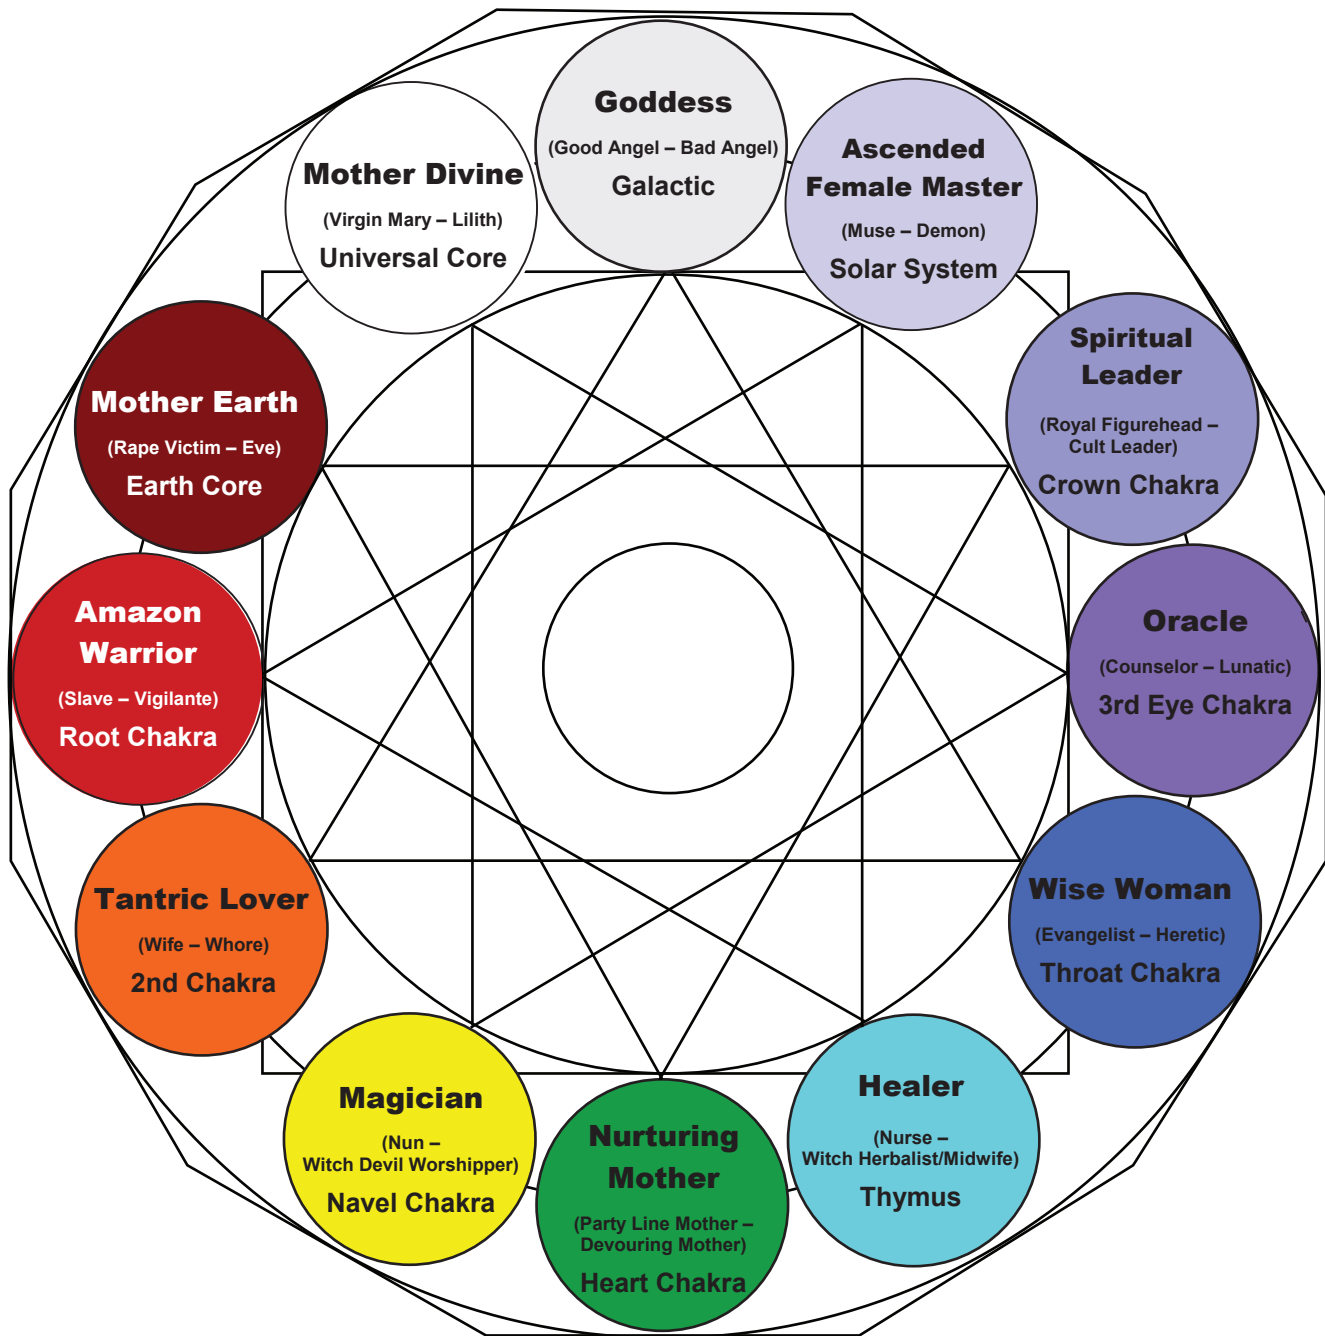 Goddess
(Good Angel – Bad Angel)
Galactic
Ascended
Female Master
(Muse – Demon)
Solar System
Spiritual
Leader
(Royal Figurehead –
Cult Leader)
Crown Chakra
Oracle
(Counselor – Lunatic)
3rd Eye Chakra
Wise Woman
(Evangelist – Heretic)
Throat Chakra
Healer
(Nurse –
Witch Herbalist/Midwife)
Thymus
Nurturing
Mother
(Party Line Mother –
Devouring Mother)
Heart Chakra
Magician
(Nun –
Witch Devil Worshipper)
Navel Chakra
Tantric Lover
(Wife – Whore)
2nd Chakra
Amazon
Warrior
(Slave – Vigilante)
Root Chakra
Mother Earth
(Rape Victim – Eve)
Earth Core
Mother Divine
(Virgin Mary – Lilith)
Universal Core